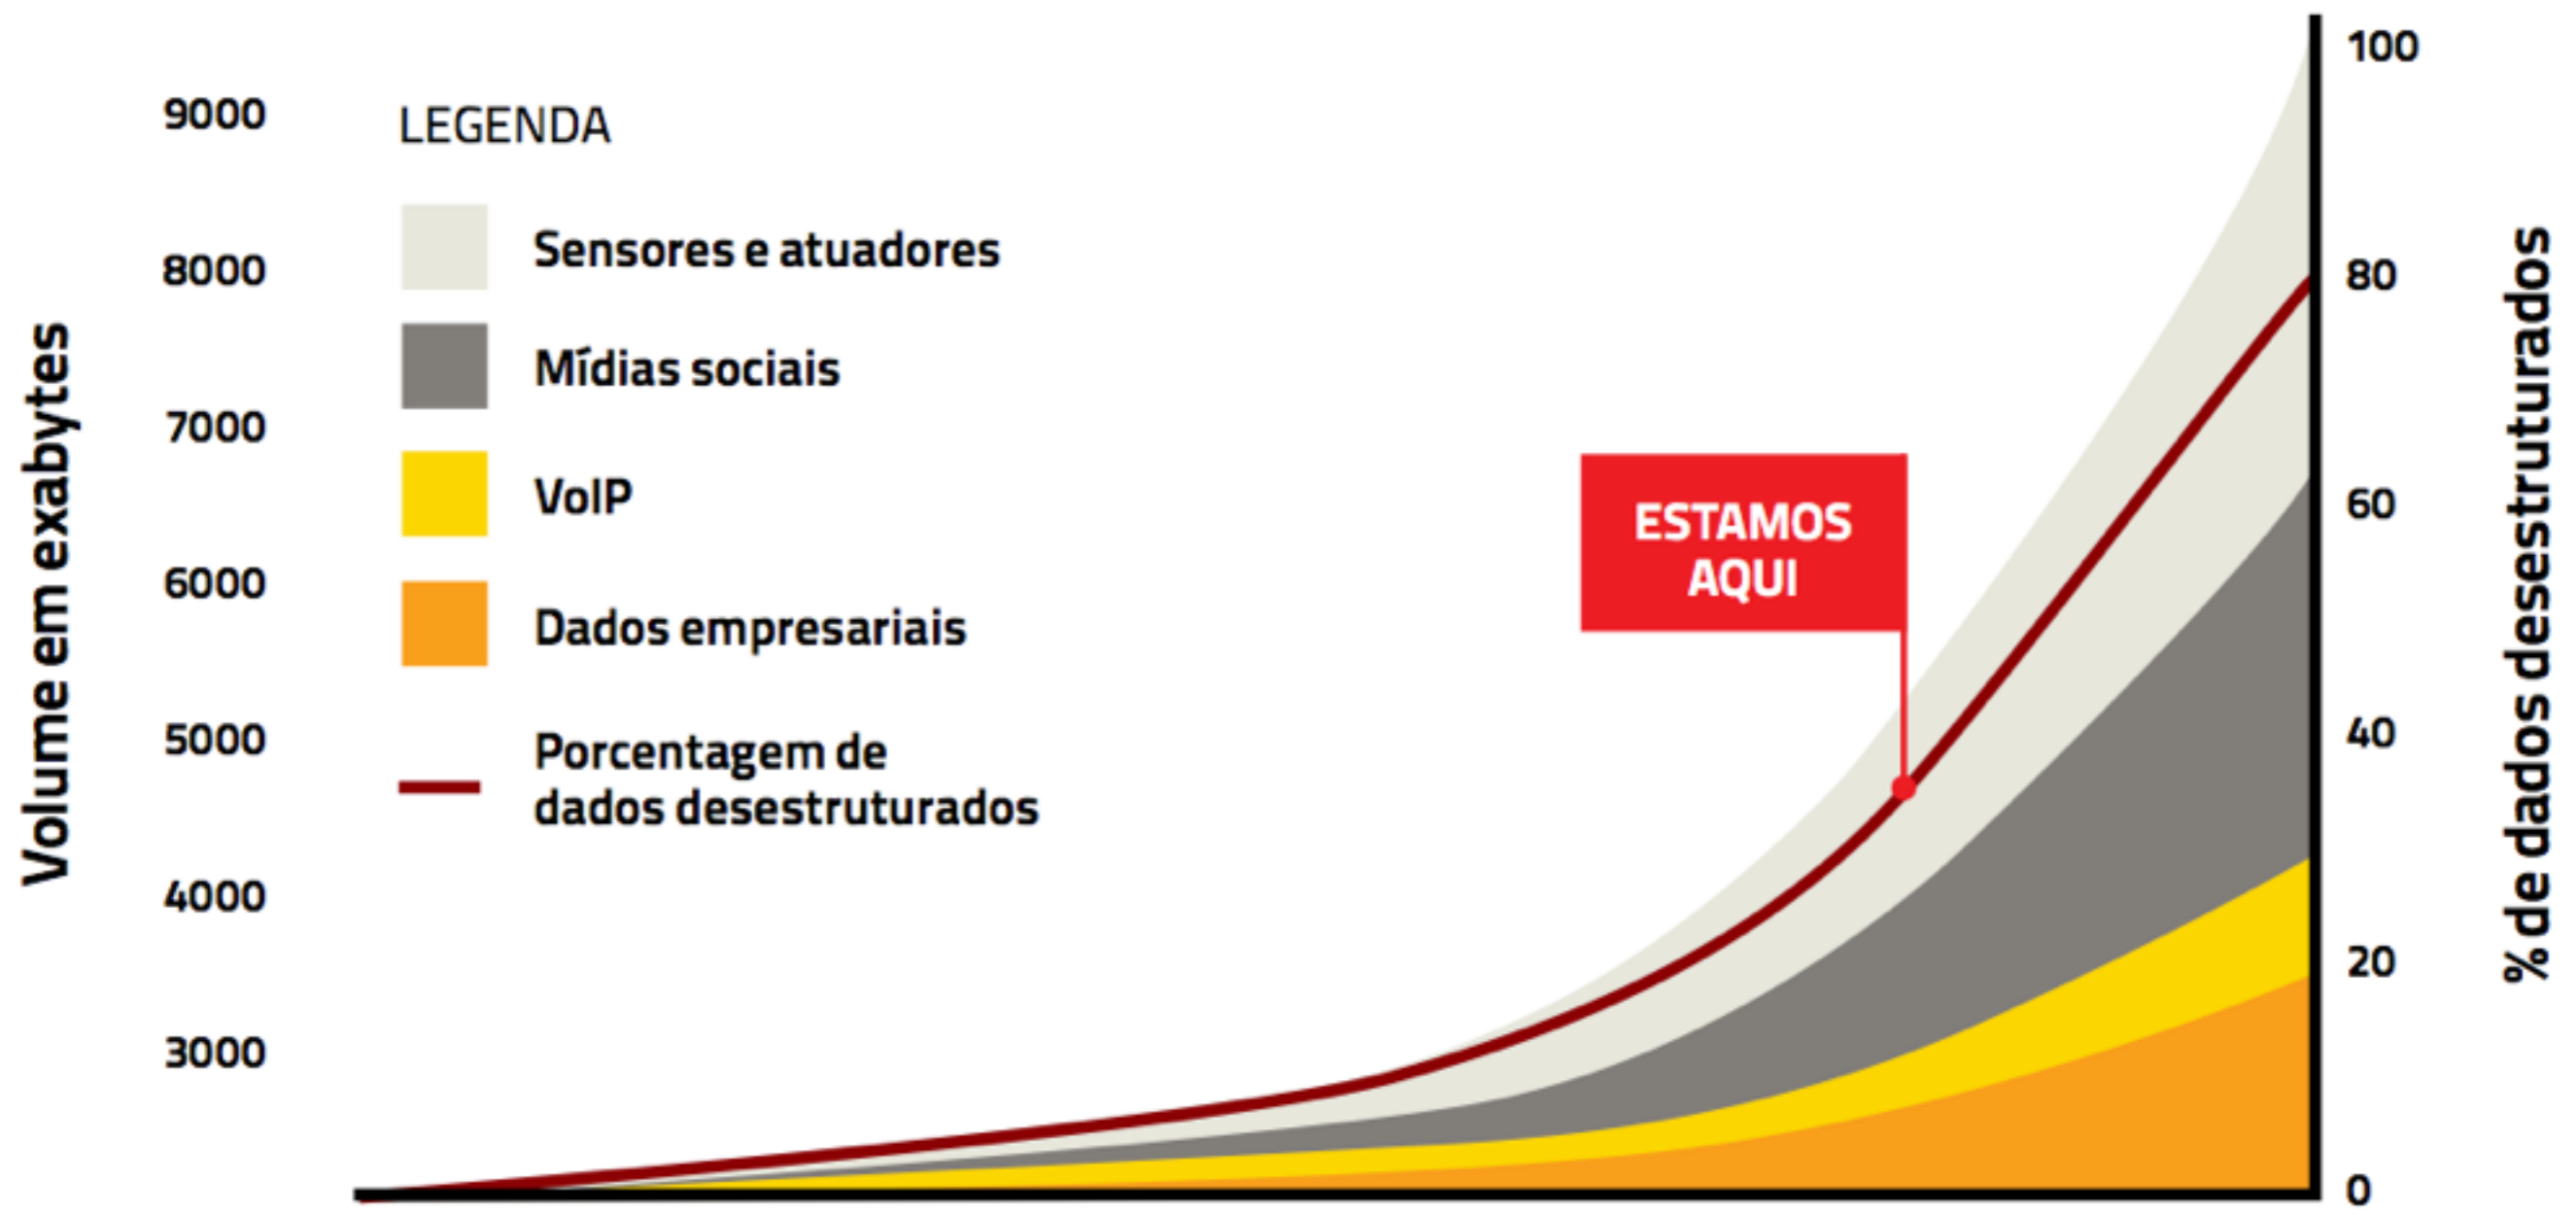 Volume em exabytes
9000
8000
7000
6000
5000
4000
3000
LEGENDA
Sensores e atuadores
Mídias sociais
VoIP
Dados empresariais
Porcentagem de
dados desestruturados
ESTAMOS
AQUI
100
80
60
40
20
0
% de dados desestruturados